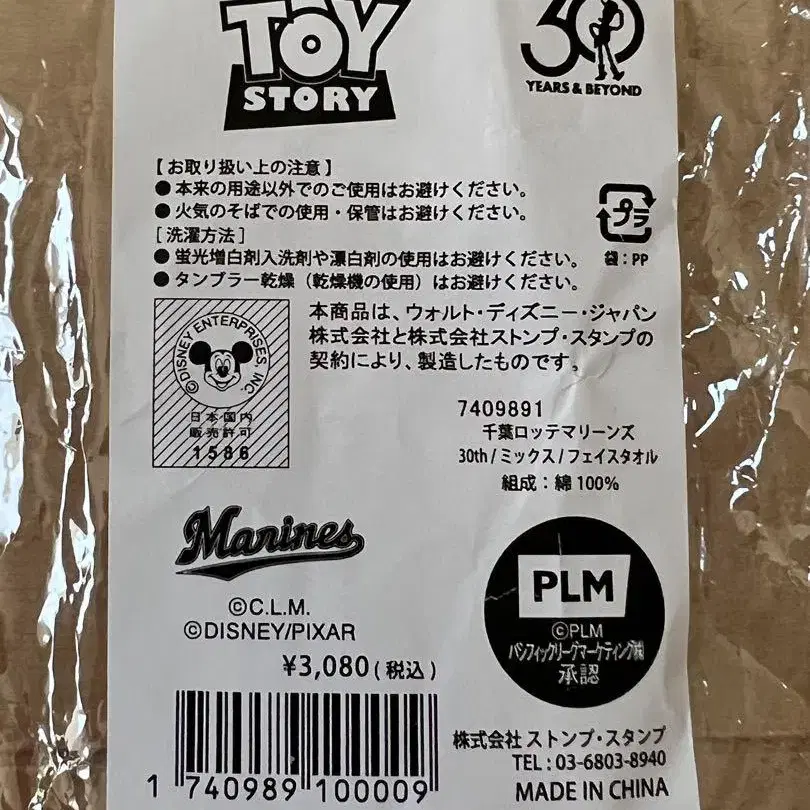 TOY
STORY
30
YEARS & BEYOND
【お取り扱い上の注意】
●本来の用途以外でのご使用はお避けください。
●火気のそばでの使用・保管はお避けください。
[洗濯方法]
●蛍光増白剤入洗剤や漂白剤の使用はお避けください。
●タンブラー乾燥（乾燥機の使用）はお避けください。
プラ
袋：PP
©DISNEY ENTERPRISES, INC.
日本国内
販売許可
1586
本商品は、ウォルト・ディズニー・ジャパン
株式会社と株式会社ストンプ・スタンプの
契約により、製造したものです。
7409891
千葉ロッテマリーンズ
30th/ミックス/フェイスタオル
組成：綿100%
Marines
©C.L.M.
©DISNEY/PIXAR
¥3,080(税込)
PLM
©PLM
パシフィックリーグマーケティング㈱
承認
1 740989 100009
株式会社 ストンプ・スタンプ
TEL : 03-6803-8940
MADE IN CHINA